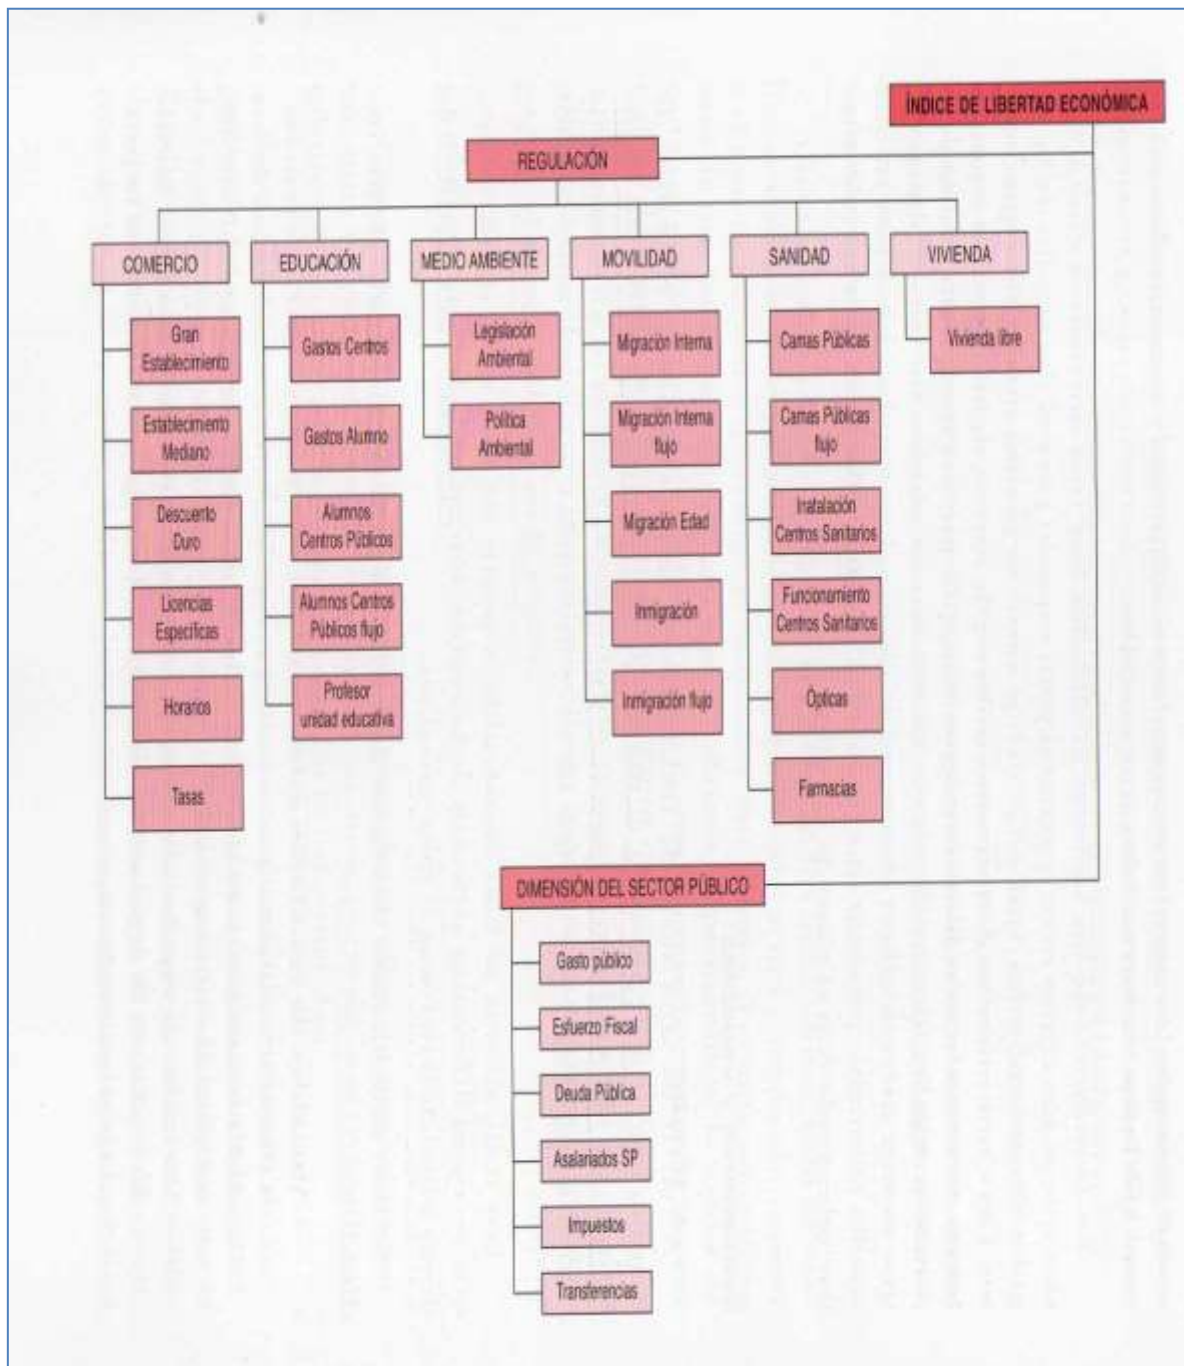 ÍNDICE DE LIBERTAD ECONÓMICA
REGULACIÓN
COMERCIO
EDUCACIÓN
MEDIO AMBIENTE
MOVILIDAD
SANIDAD
VIVIENDA
Gran
Establecimiento
Establecimiento
Mediano
Descuento
Duro
Licencias
Específicas
Horarios
Tasas
Gastos Centros
Gastos Alumno
Alumnos
Centros Públicos
Alumnos Centros
Públicos flujo
Profesor
unidad educativa
Legislación
Ambiental
Política
Ambiental
Migración Interna
Migración Interna
flujo
Migración Edad
Inmigración
Inmigración flujo
Camas Públicas
Camas Públicas
flujo
Inatalación
Centros Sanitarios
Funcionamiento
Centros Sanitarios
Ópticas
Farmacias
Vivienda libre
DIMENSIÓN DEL SECTOR PÚBLICO
Gasto público
Esfuerzo Fiscal
Deuda Pública
Asalariados SP
Impuestos
Transferencias